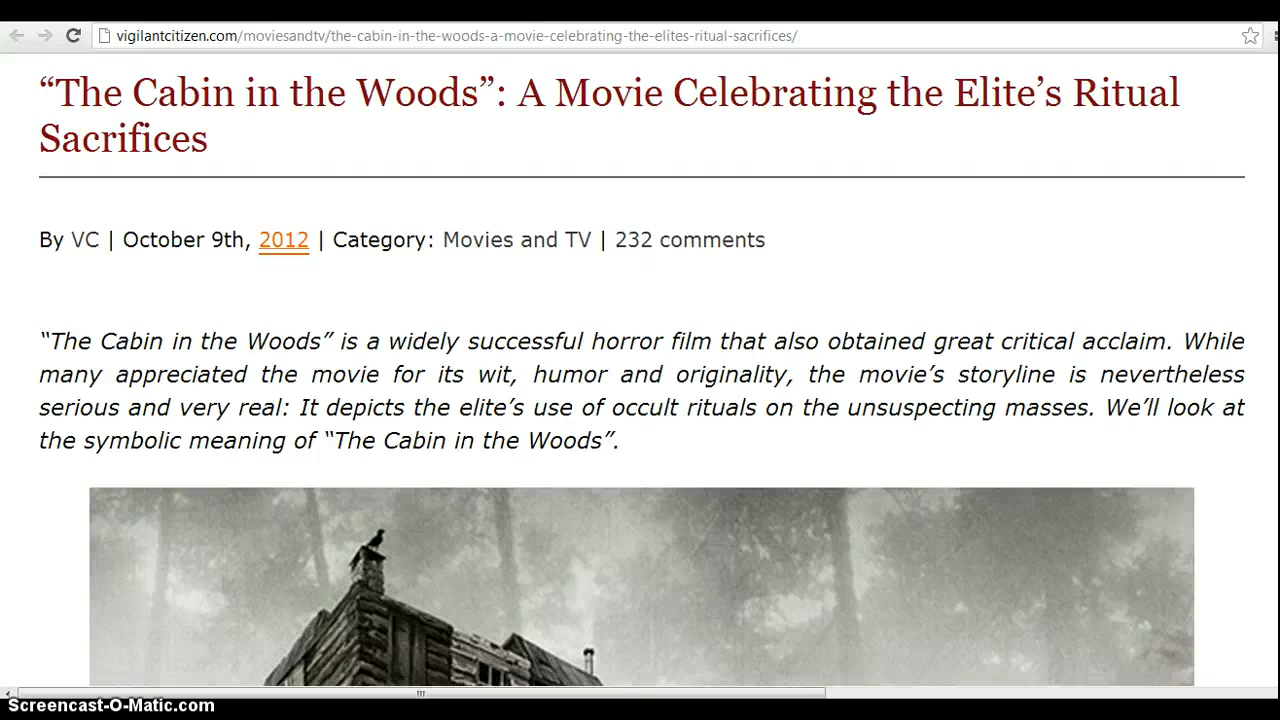 vigilantcitizen.com/moviesandtv/the-cabin-in-the-woods-a-movie-celebrating-the-elites-ritual-sacrifices/
“The Cabin in the Woods”: A Movie Celebrating the Elite’s Ritual
Sacrifices
By VC | October 9th, 2012 | Category: Movies and TV | 232 comments
“The Cabin in the Woods” is a widely successful horror film that also obtained great critical acclaim. While
many appreciated the movie for its wit, humor and originality, the movie’s storyline is nevertheless
serious and very real: It depicts the elite’s use of occult rituals on the unsuspecting masses. We’ll look at
the symbolic meaning of “The Cabin in the Woods”.
Screencast-O-Matic.com